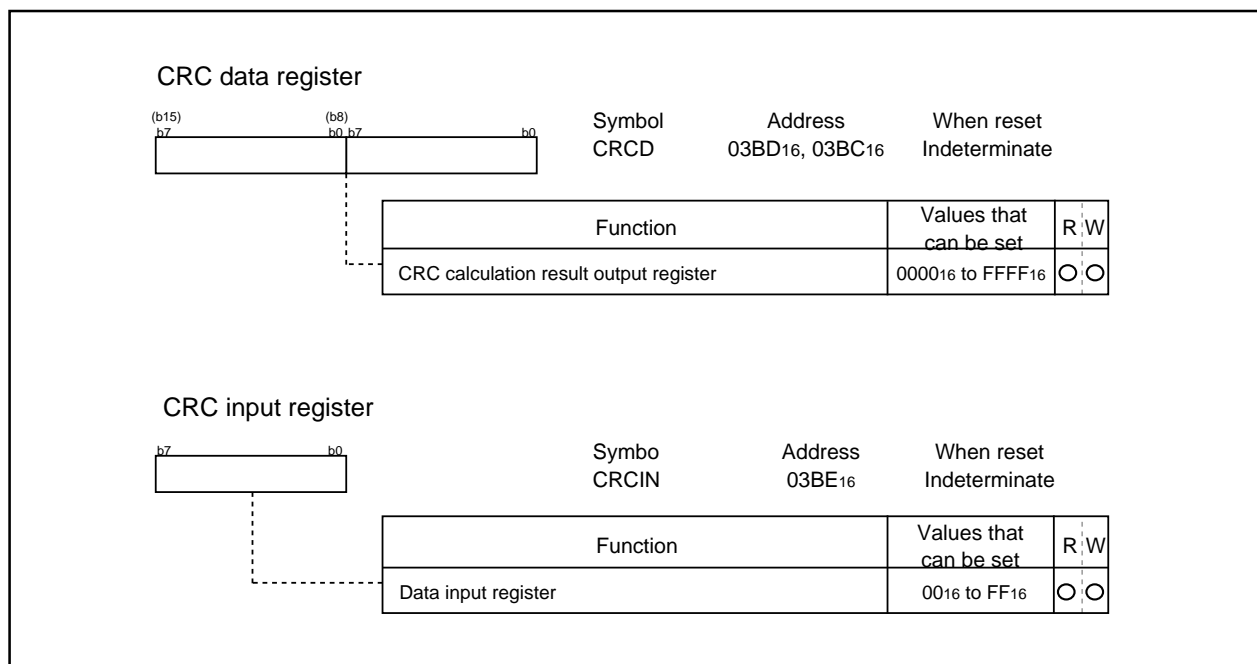 CRC data register
(b15) (b8)
b7 b0 b7 b0
Symbol Address When reset
CRCD 03BD16, 03BC16 Indeterminate
Function Values that can be set R W
CRC calculation result output register 000016 to FFFF16
CRC input register
b7 b0
Symbo Address When reset
CRCIN 03BE16 Indeterminate
Function Values that can be set R W
Data input register 0016 to FF16